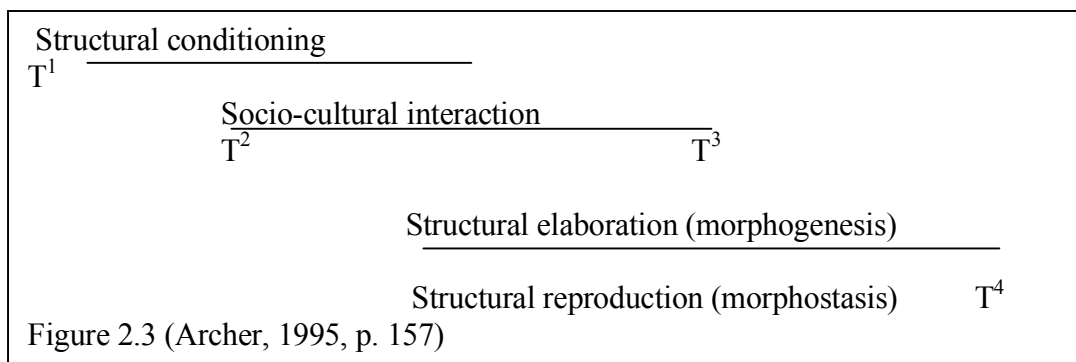 Structural conditioning
T¹
Socio-cultural interaction
T² T³
Structural elaboration (morphogenesis)
Structural reproduction (morphostasis) T⁴
Figure 2.3 (Archer, 1995, p. 157)